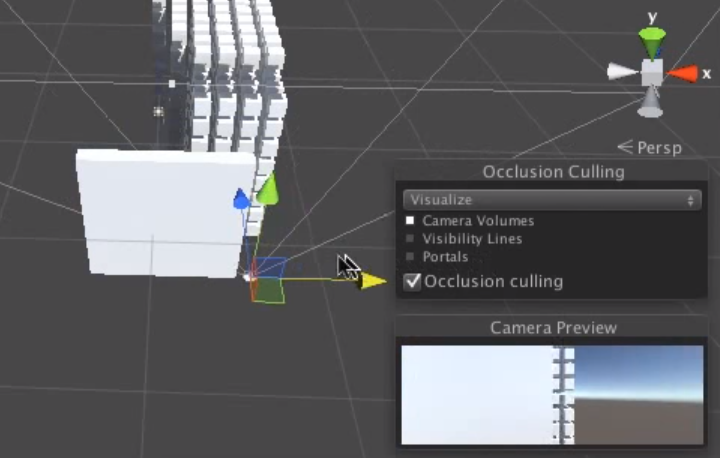 y
x
Persp
Occlusion Culling
Visualize
Camera Volumes
Visibility Lines
Portals
Occlusion culling
Camera Preview